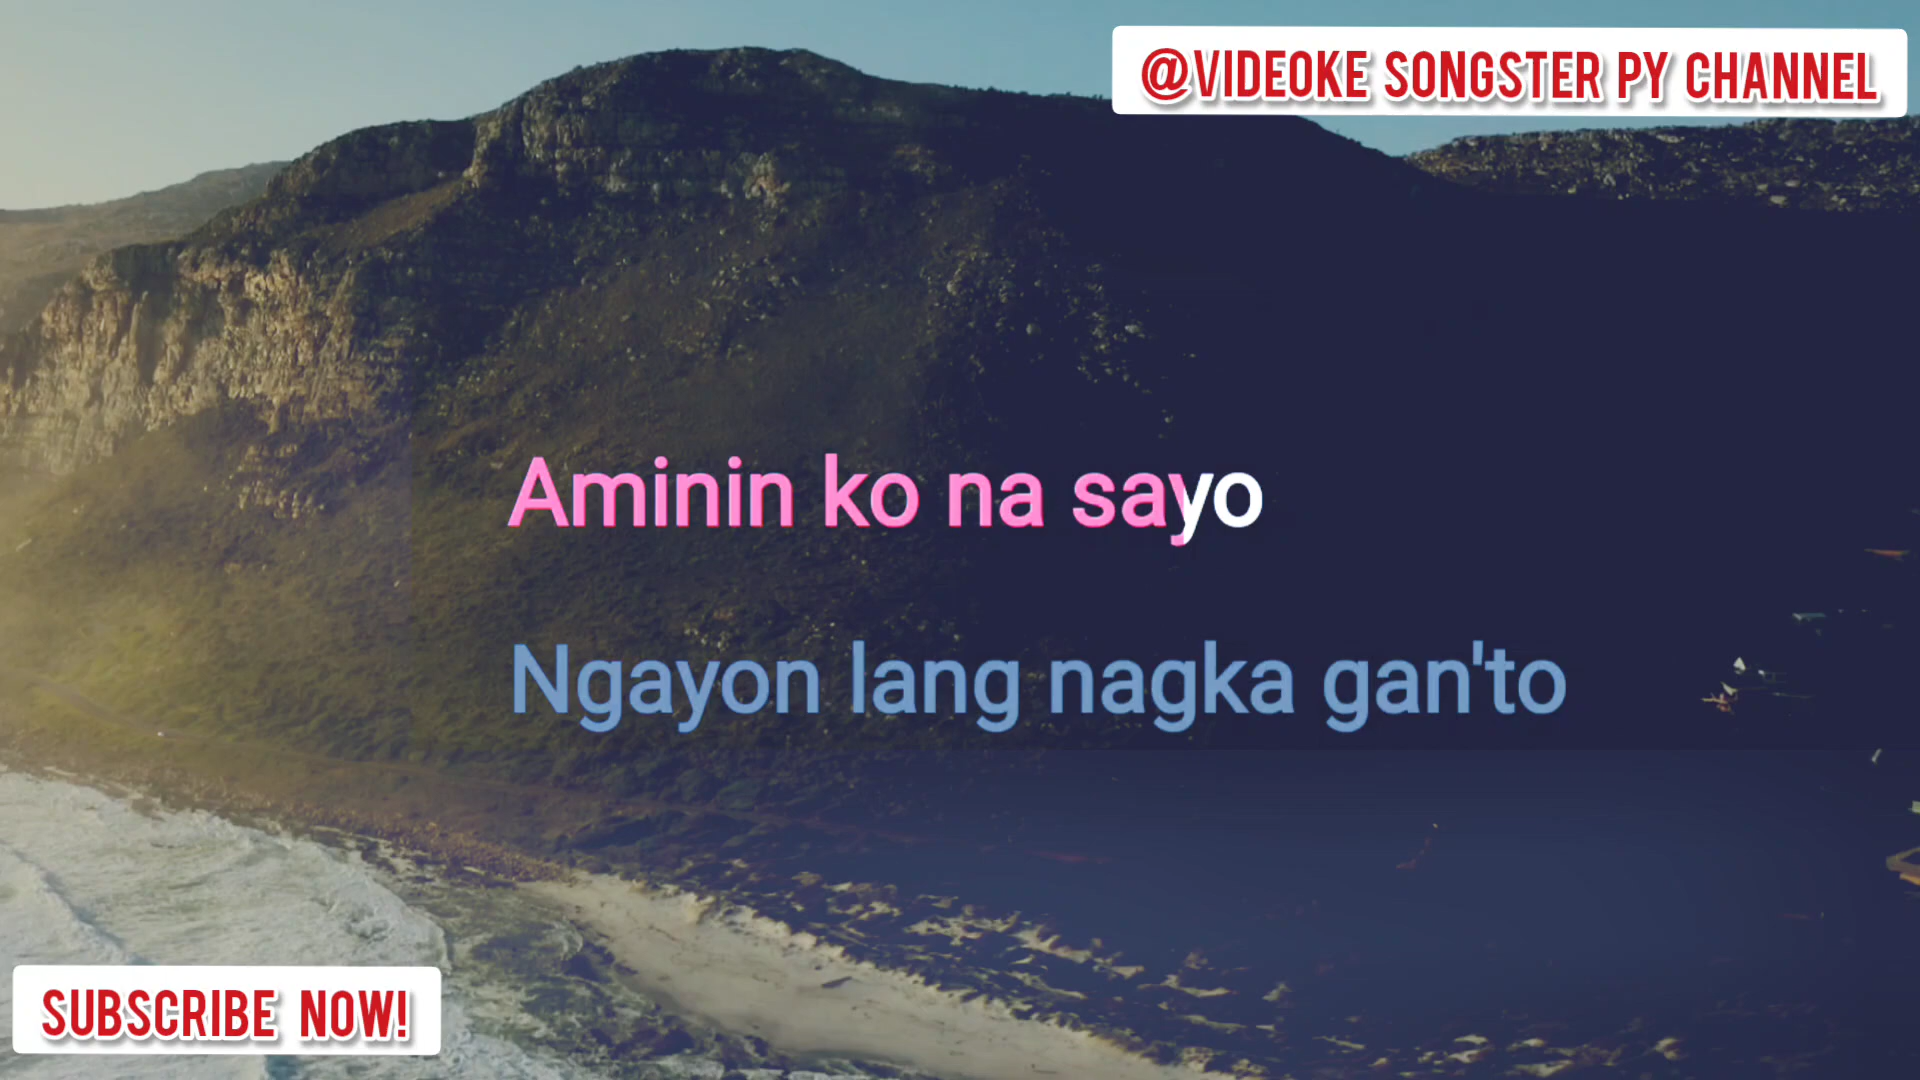 @VIDEOKE SONGSTER PY CHANNEL
Aminin ko na sayo
Ngayon lang nagka gan'to
SUBSCRIBE NOW!